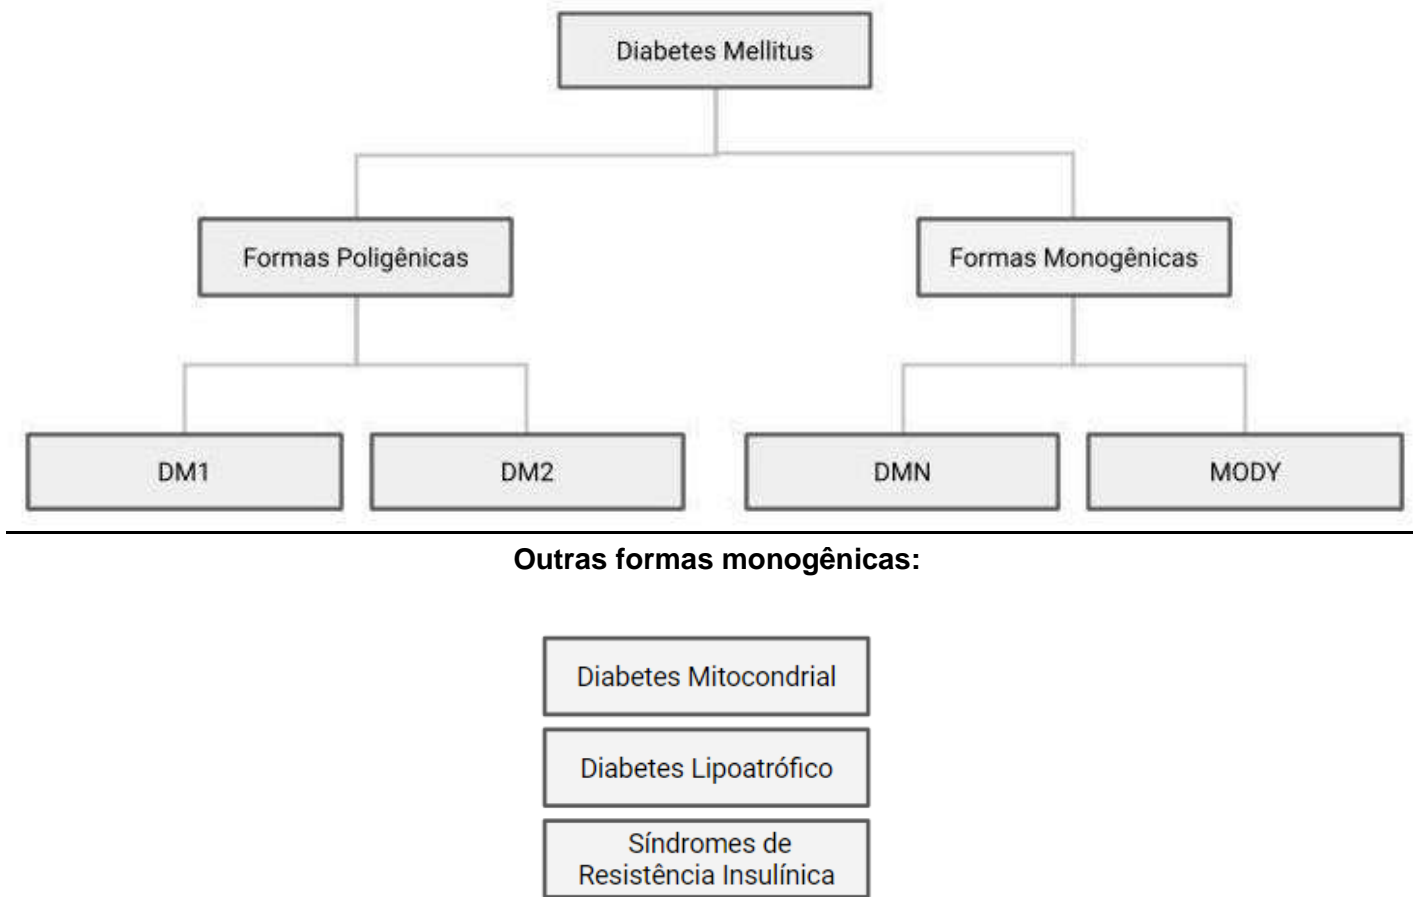 Diabetes Mellitus
Formas Poligênicas
Formas Monogênicas
DM1
DM2
DMN
MODY
Outras formas monogênicas:
Diabetes Mitocondrial
Diabetes Lipoatrófico
Síndromes de
Resistência Insulínica